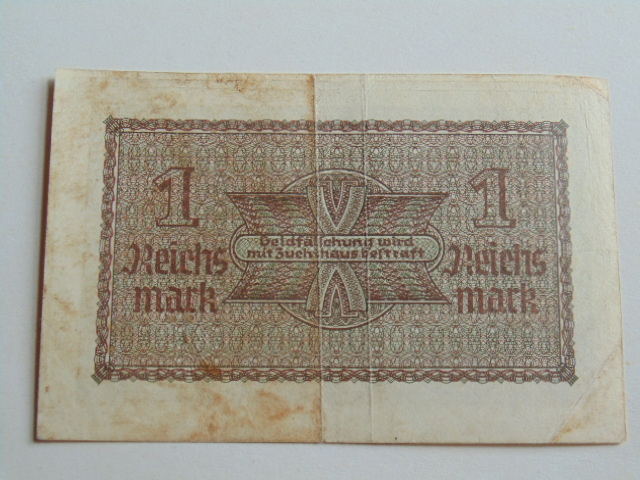 1
1
Geldfälschung wird
mit Zuchthaus bestraft
Reichs
mark
Reichs
mark